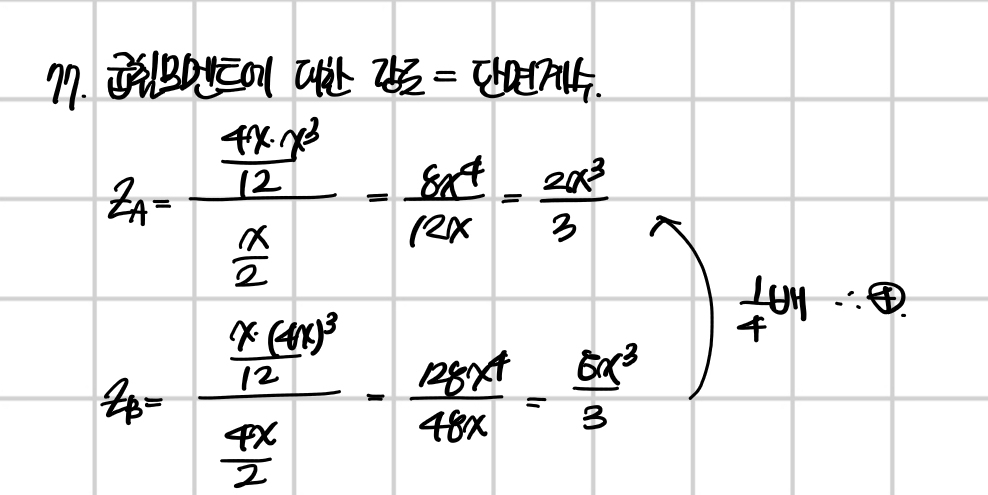 77. 굽힘모멘트에 대한 강도 = 단면계수.
Z_A = ((4x·x³)/12)/(x/2) = 8x⁴/12x = 2x³/3
1/4배 ∴ ④.
Z_B = ((x·(4x)³)/12)/(4x/2) = 128x⁴/48x = 8x³/3